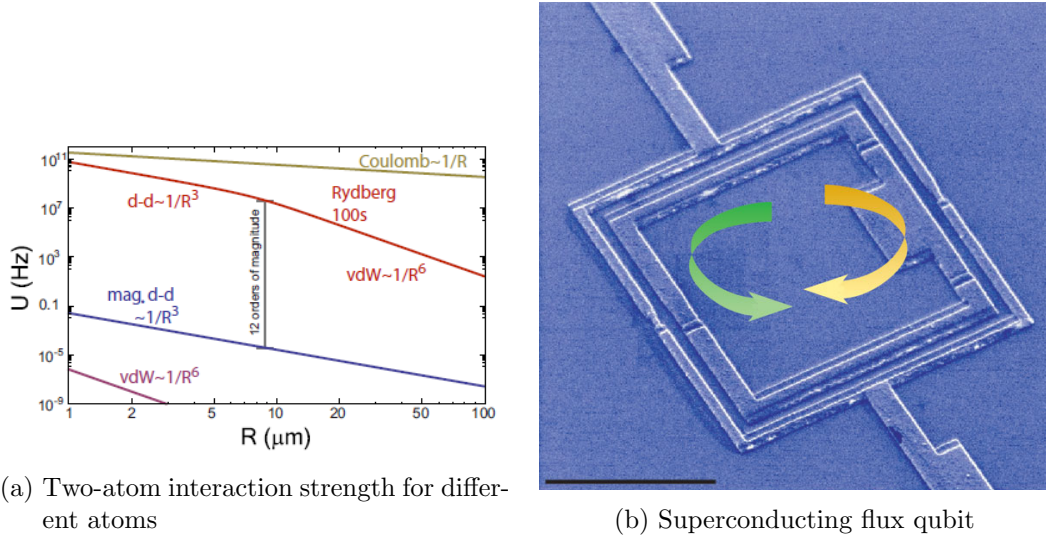 10^11
10^7
10^3
0.1
10^-5
10^-9
U (Hz)
Coulomb~1/R
d-d~1/R^3
Rydberg
100s
12 orders of magnitude
vdW~1/R^6
mag. d-d
~1/R^3
vdW~1/R^6
1 2 5 10 20 50 100
R (μm)
(a) Two-atom interaction strength for differ-
ent atoms
(b) Superconducting flux qubit